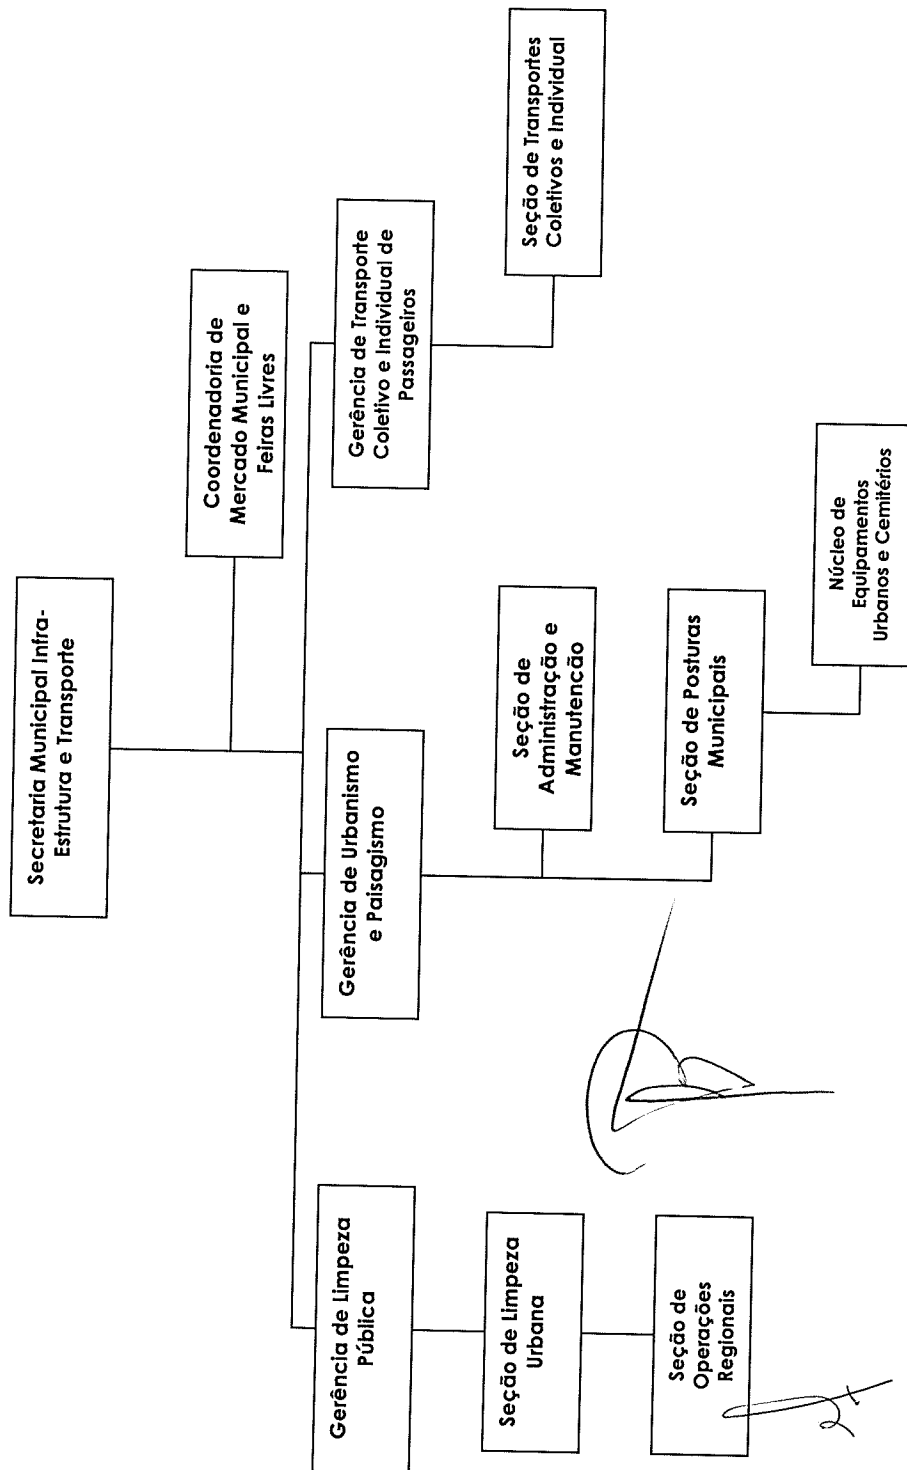 Secretaria Municipal Infra-
Estrutura e Transporte
Coordenadoria de
Mercado Municipal e
Feiras Livres
Gerência de Limpeza
Pública
Gerência de Urbanismo
e Paisagismo
Gerência de Transporte
Coletivo e Individual de
Passageiros
Seção de Limpeza
Urbana
Seção de
Administração e
Manutencão
Seção de Transportes
Coletivos e Individual
Seção de
Operações
Regionais
Seção de Posturas
Municipais
Núcleo de
Equipamentos
Urbanos e Cemitérios